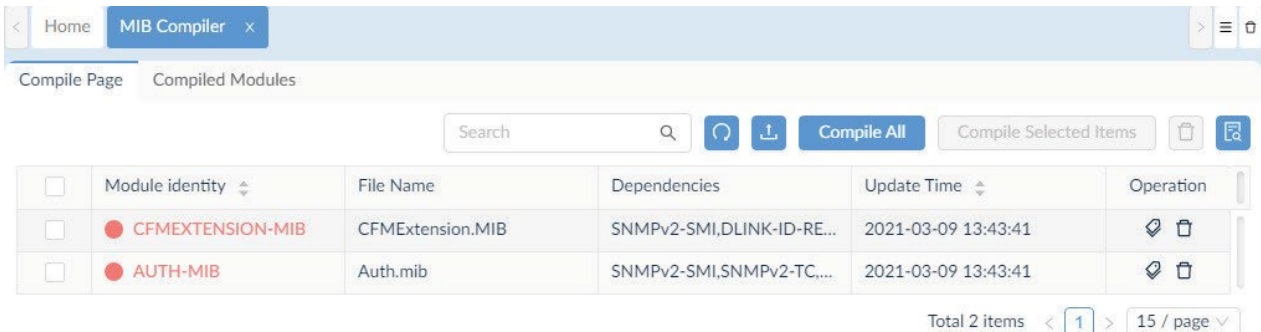 Home MIB Compiler x
Compile Page Compiled Modules
Search Compile All Compile Selected Items
Module identity File Name Dependencies Update Time Operation
CFMEXTENSION-MIB CFMExtension.MIB SNMPv2-SMI,DLINK-ID-RE... 2021-03-09 13:43:41
AUTH-MIB Auth.mib SNMPv2-SMI,SNMPv2-TC,... 2021-03-09 13:43:41
Total 2 items < 1 > 15 / page